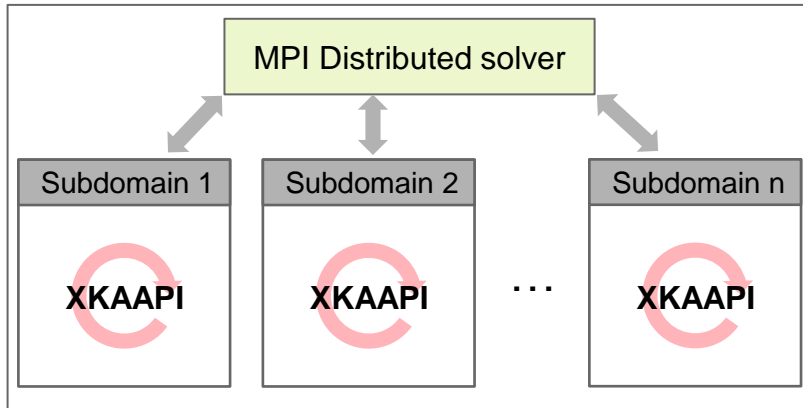 MPI Distributed solver
Subdomain 1
Subdomain 2
Subdomain n
XKAAPI
XKAAPI
...
XKAAPI